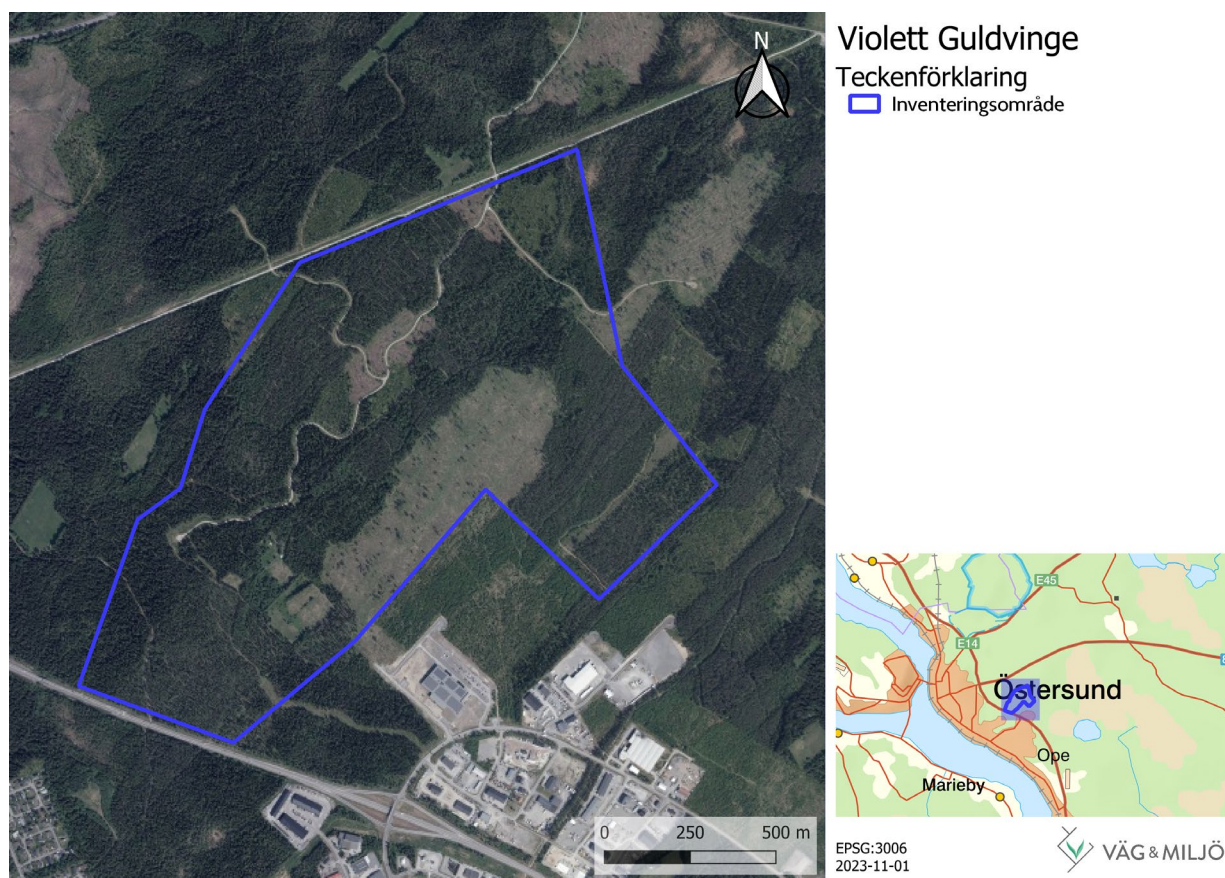 Violett Guldvinge
Teckenförklaring
Inventeringsområde
N
0 250 500 m
E45
E14
Östersund
Ope
Marieby
EPSG:3006
2023-11-01
VÄG & MILJÖ